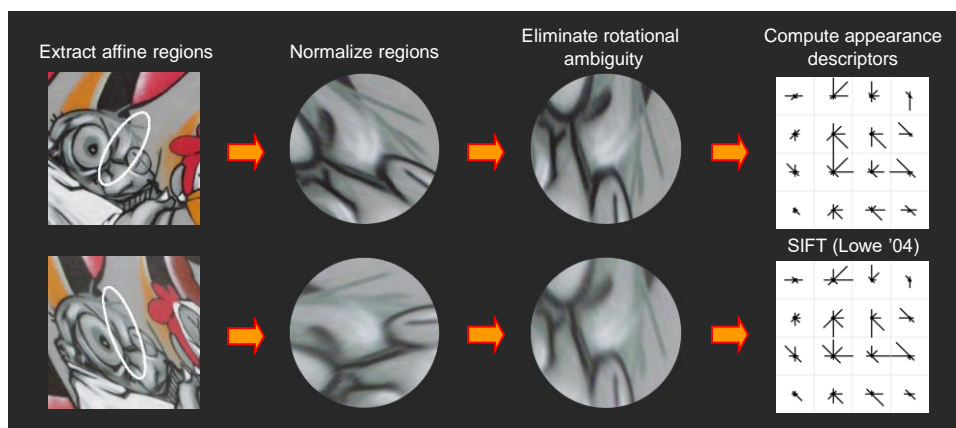 Extract affine regions
Normalize regions
Eliminate rotational
ambiguity
Compute appearance
descriptors
SIFT (Lowe ’04)